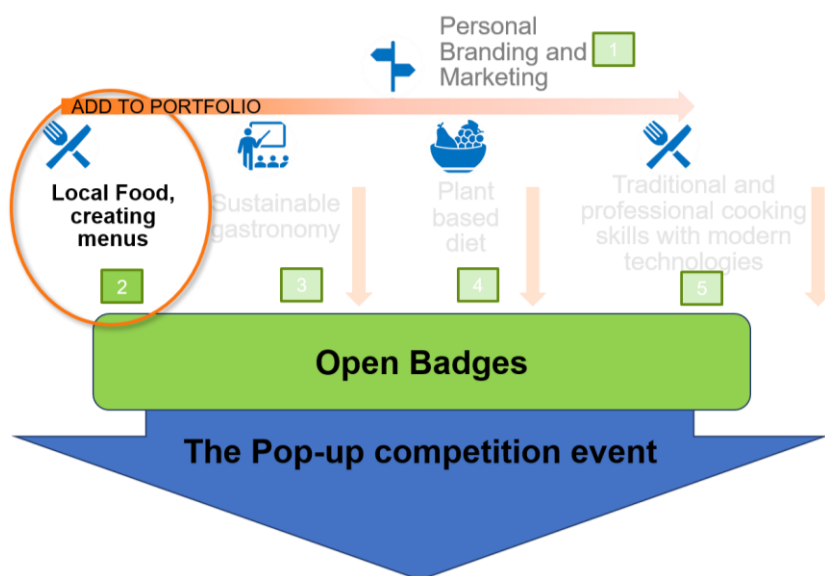 Personal
Branding and
Marketing
1
ADD TO PORTFOLIO
Local Food,
creating
menus
2
Sustainable
gastronomy
3
Plant
based
diet
4
Traditional and
professional cooking
skills with modern
technologies
5
Open Badges
The Pop-up competition event